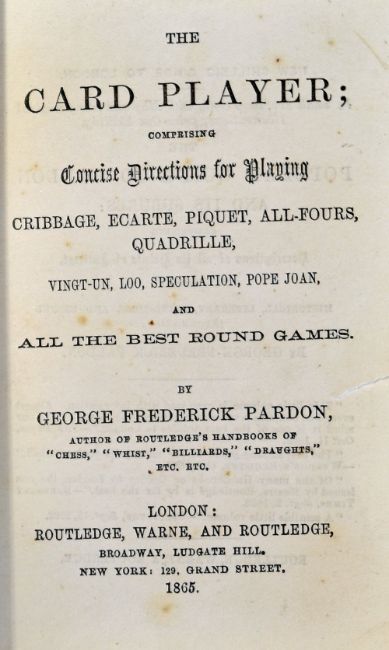 THE
CARD PLAYER;
COMPRISING
Concise Directions for Playing
CRIBBAGE, ECARTE, PIQUET, ALL-FOURS,
QUADRILLE,
VINGT-UN, LOO, SPECULATION, POPE JOAN,
AND
ALL THE BEST ROUND GAMES.
BY
GEORGE FREDERICK PARDON,
AUTHOR OF ROUTLEDGE'S HANDBOOKS OF
"CHESS," "WHIST," "BILLIARDS," "DRAUGHTS,"
ETC. ETC.
LONDON:
ROUTLEDGE, WARNE, AND ROUTLEDGE,
BROADWAY, LUDGATE HILL.
NEW YORK: 129, GRAND STREET.
1865.